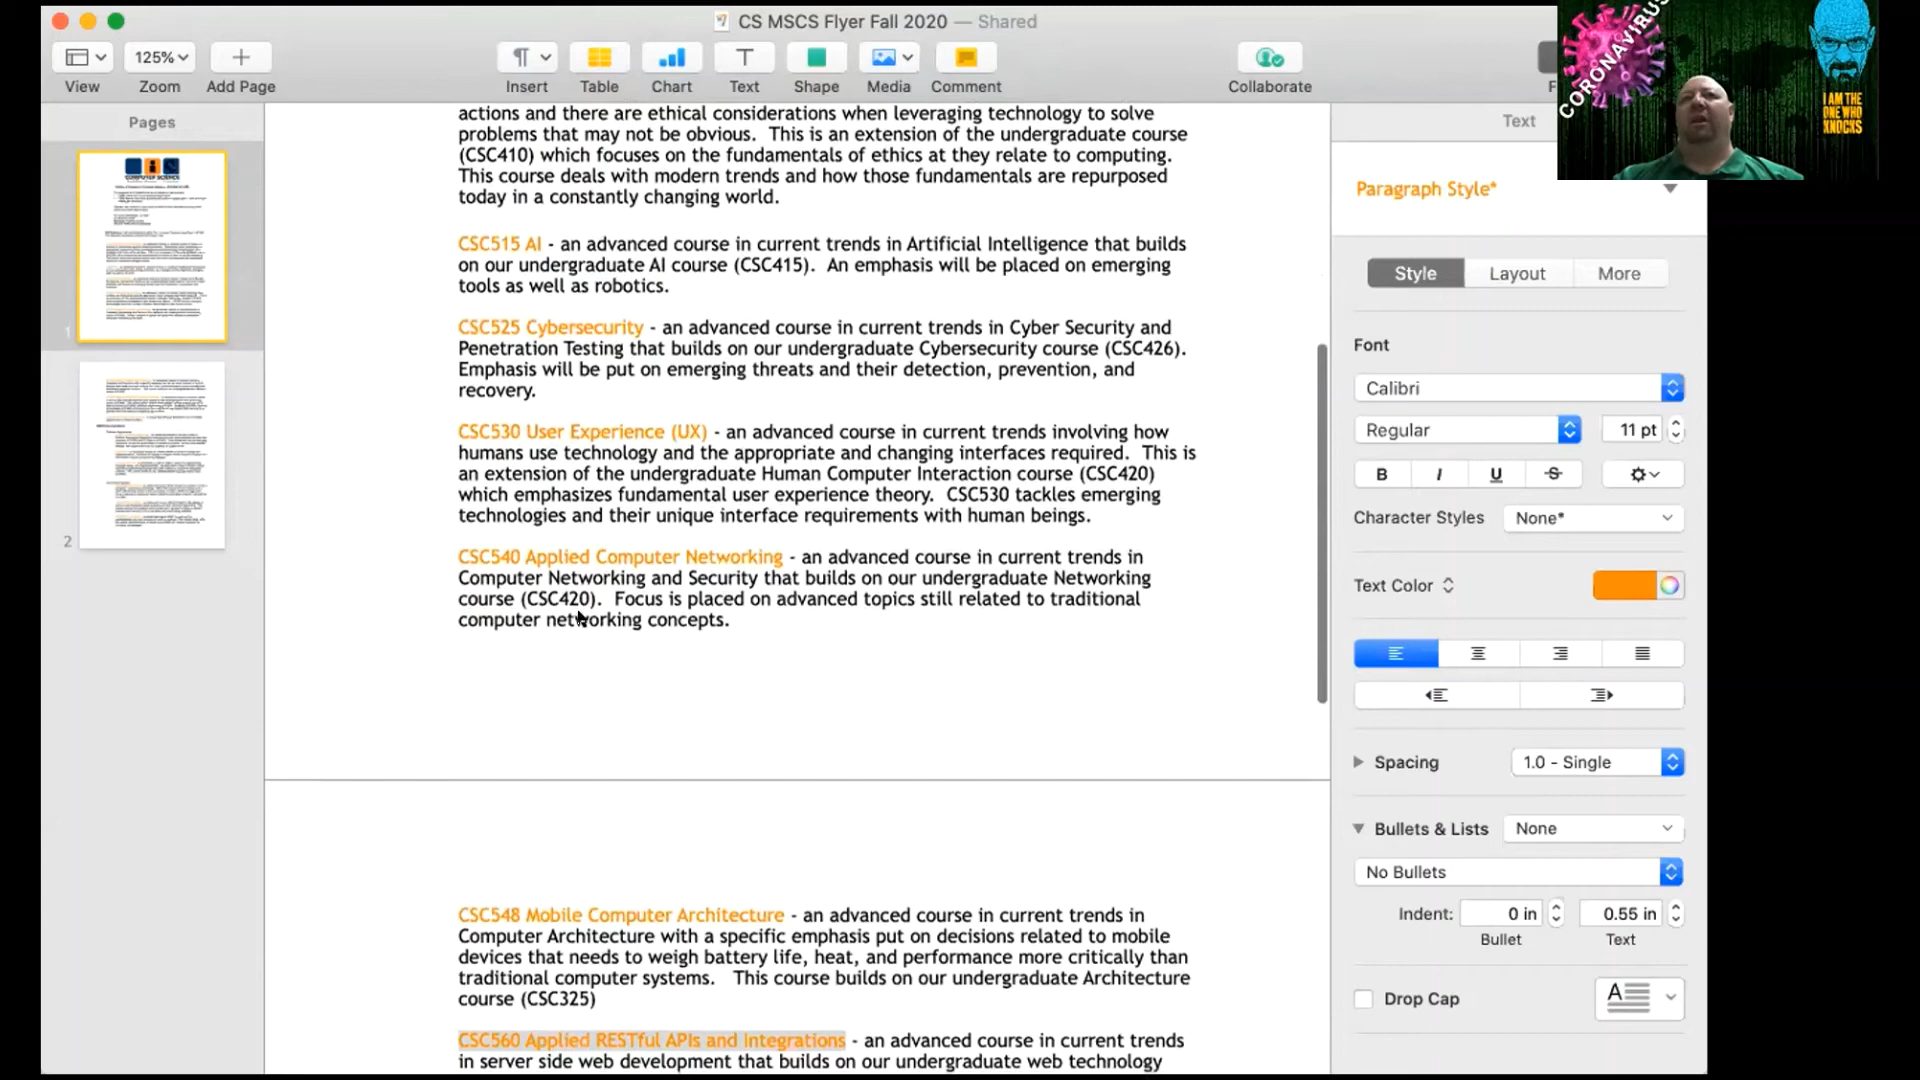 CS MSCS Flyer Fall 2020 — Shared
125%
View
Zoom
Add Page
Insert
Table
Chart
Text
Shape
Media
Comment
Collaborate
CORONAVIRUS
I AM THE
ONE WHO
KNOCKS
Pages
Text
COMPUTER SCIENCE
1
2
actions and there are ethical considerations when leveraging technology to solve
problems that may not be obvious.  This is an extension of the undergraduate course
(CSC410) which focuses on the fundamentals of ethics at they relate to computing.
This course deals with modern trends and how those fundamentals are repurposed
today in a constantly changing world.
CSC515 AI - an advanced course in current trends in Artificial Intelligence that builds
on our undergraduate AI course (CSC415).  An emphasis will be placed on emerging
tools as well as robotics.
CSC525 Cybersecurity - an advanced course in current trends in Cyber Security and
Penetration Testing that builds on our undergraduate Cybersecurity course (CSC426).
Emphasis will be put on emerging threats and their detection, prevention, and
recovery.
CSC530 User Experience (UX) - an advanced course in current trends involving how
humans use technology and the appropriate and changing interfaces required.  This is
an extension of the undergraduate Human Computer Interaction course (CSC420)
which emphasizes fundamental user experience theory.  CSC530 tackles emerging
technologies and their unique interface requirements with human beings.
CSC540 Applied Computer Networking - an advanced course in current trends in
Computer Networking and Security that builds on our undergraduate Networking
course (CSC420).  Focus is placed on advanced topics still related to traditional
computer networking concepts.
CSC548 Mobile Computer Architecture - an advanced course in current trends in
Computer Architecture with a specific emphasis put on decisions related to mobile
devices that needs to weigh battery life, heat, and performance more critically than
traditional computer systems.   This course builds on our undergraduate Architecture
course (CSC325)
CSC560 Applied RESTful APIs and Integrations - an advanced course in current trends
in server side web development that builds on our undergraduate web technology
Paragraph Style*
Style
Layout
More
Font
Calibri
Regular
11 pt
B
I
U
S
Character Styles
None*
Text Color
Spacing
1.0 - Single
Bullets & Lists
None
No Bullets
Indent:
0 in
0.55 in
Bullet
Text
Drop Cap
A